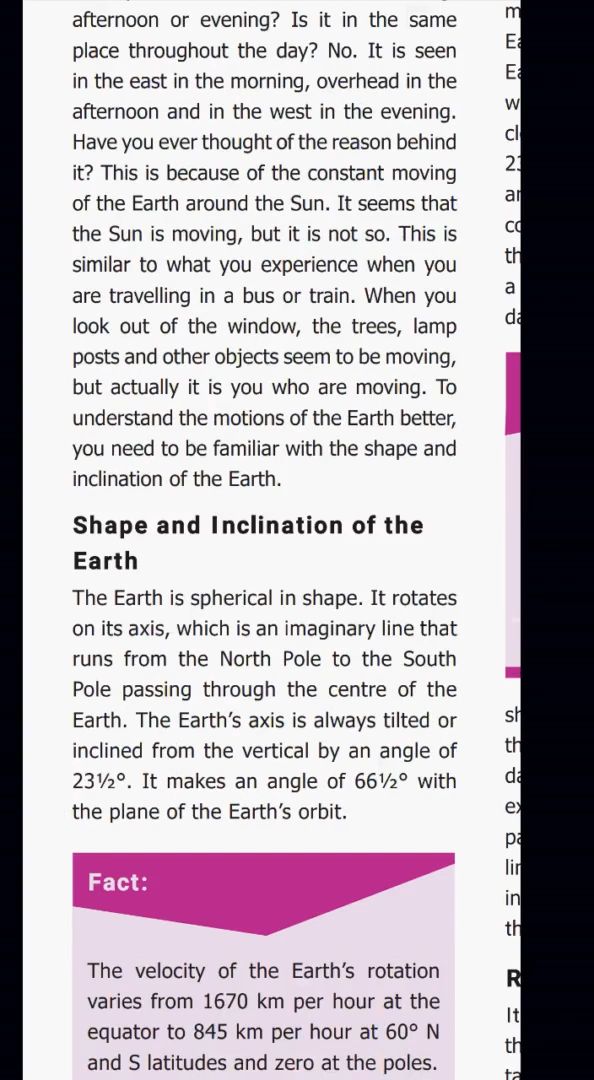 afternoon or evening? Is it in the same
place throughout the day? No. It is seen
in the east in the morning, overhead in the
afternoon and in the west in the evening.
Have you ever thought of the reason behind
it? This is because of the constant moving
of the Earth around the Sun. It seems that
the Sun is moving, but it is not so. This is
similar to what you experience when you
are travelling in a bus or train. When you
look out of the window, the trees, lamp
posts and other objects seem to be moving,
but actually it is you who are moving. To
understand the motions of the Earth better,
you need to be familiar with the shape and
inclination of the Earth.
Shape and Inclination of the
Earth
The Earth is spherical in shape. It rotates
on its axis, which is an imaginary line that
runs from the North Pole to the South
Pole passing through the centre of the
Earth. The Earth's axis is always tilted or
inclined from the vertical by an angle of
23½°. It makes an angle of 66½° with
the plane of the Earth's orbit.
Fact:
The velocity of the Earth's rotation
varies from 1670 km per hour at the
equator to 845 km per hour at 60° N
and S latitudes and zero at the poles.